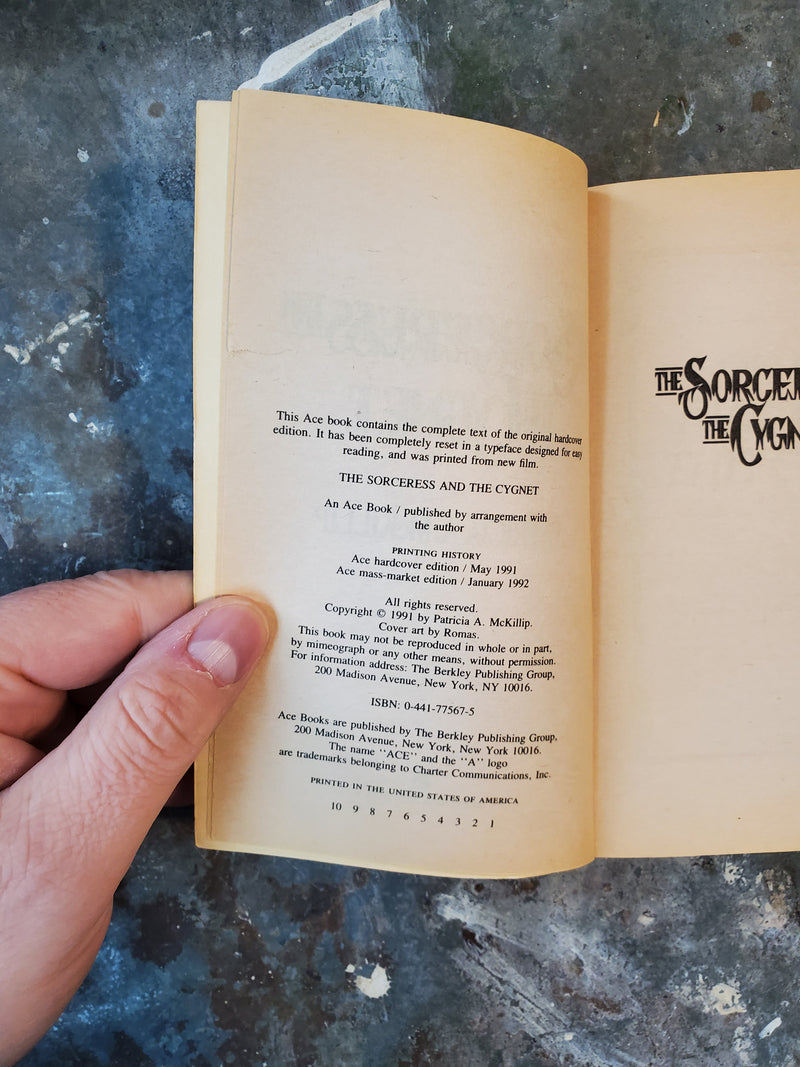 This Ace book contains the complete text of the original hardcover
edition. It has been completely reset in a typeface designed for easy
reading, and was printed from new film.
THE SORCERESS AND THE CYGNET
An Ace Book / published by arrangement with
the author
PRINTING HISTORY
Ace hardcover edition / May 1991
Ace mass-market edition / January 1992
All rights reserved.
Copyright © 1991 by Patricia A. McKillip.
Cover art by Romas.
This book may not be reproduced in whole or in part,
by mimeograph or any other means, without permission.
For information address: The Berkley Publishing Group,
200 Madison Avenue, New York, NY 10016.
ISBN: 0-441-77567-5
Ace Books are published by The Berkley Publishing Group,
200 Madison Avenue, New York, New York 10016.
The name "ACE" and the "A" logo
are trademarks belonging to Charter Communications, Inc.
PRINTED IN THE UNITED STATES OF AMERICA
10 9 8 7 6 5 4 3 2 1
THE SORCER
THE CYGN